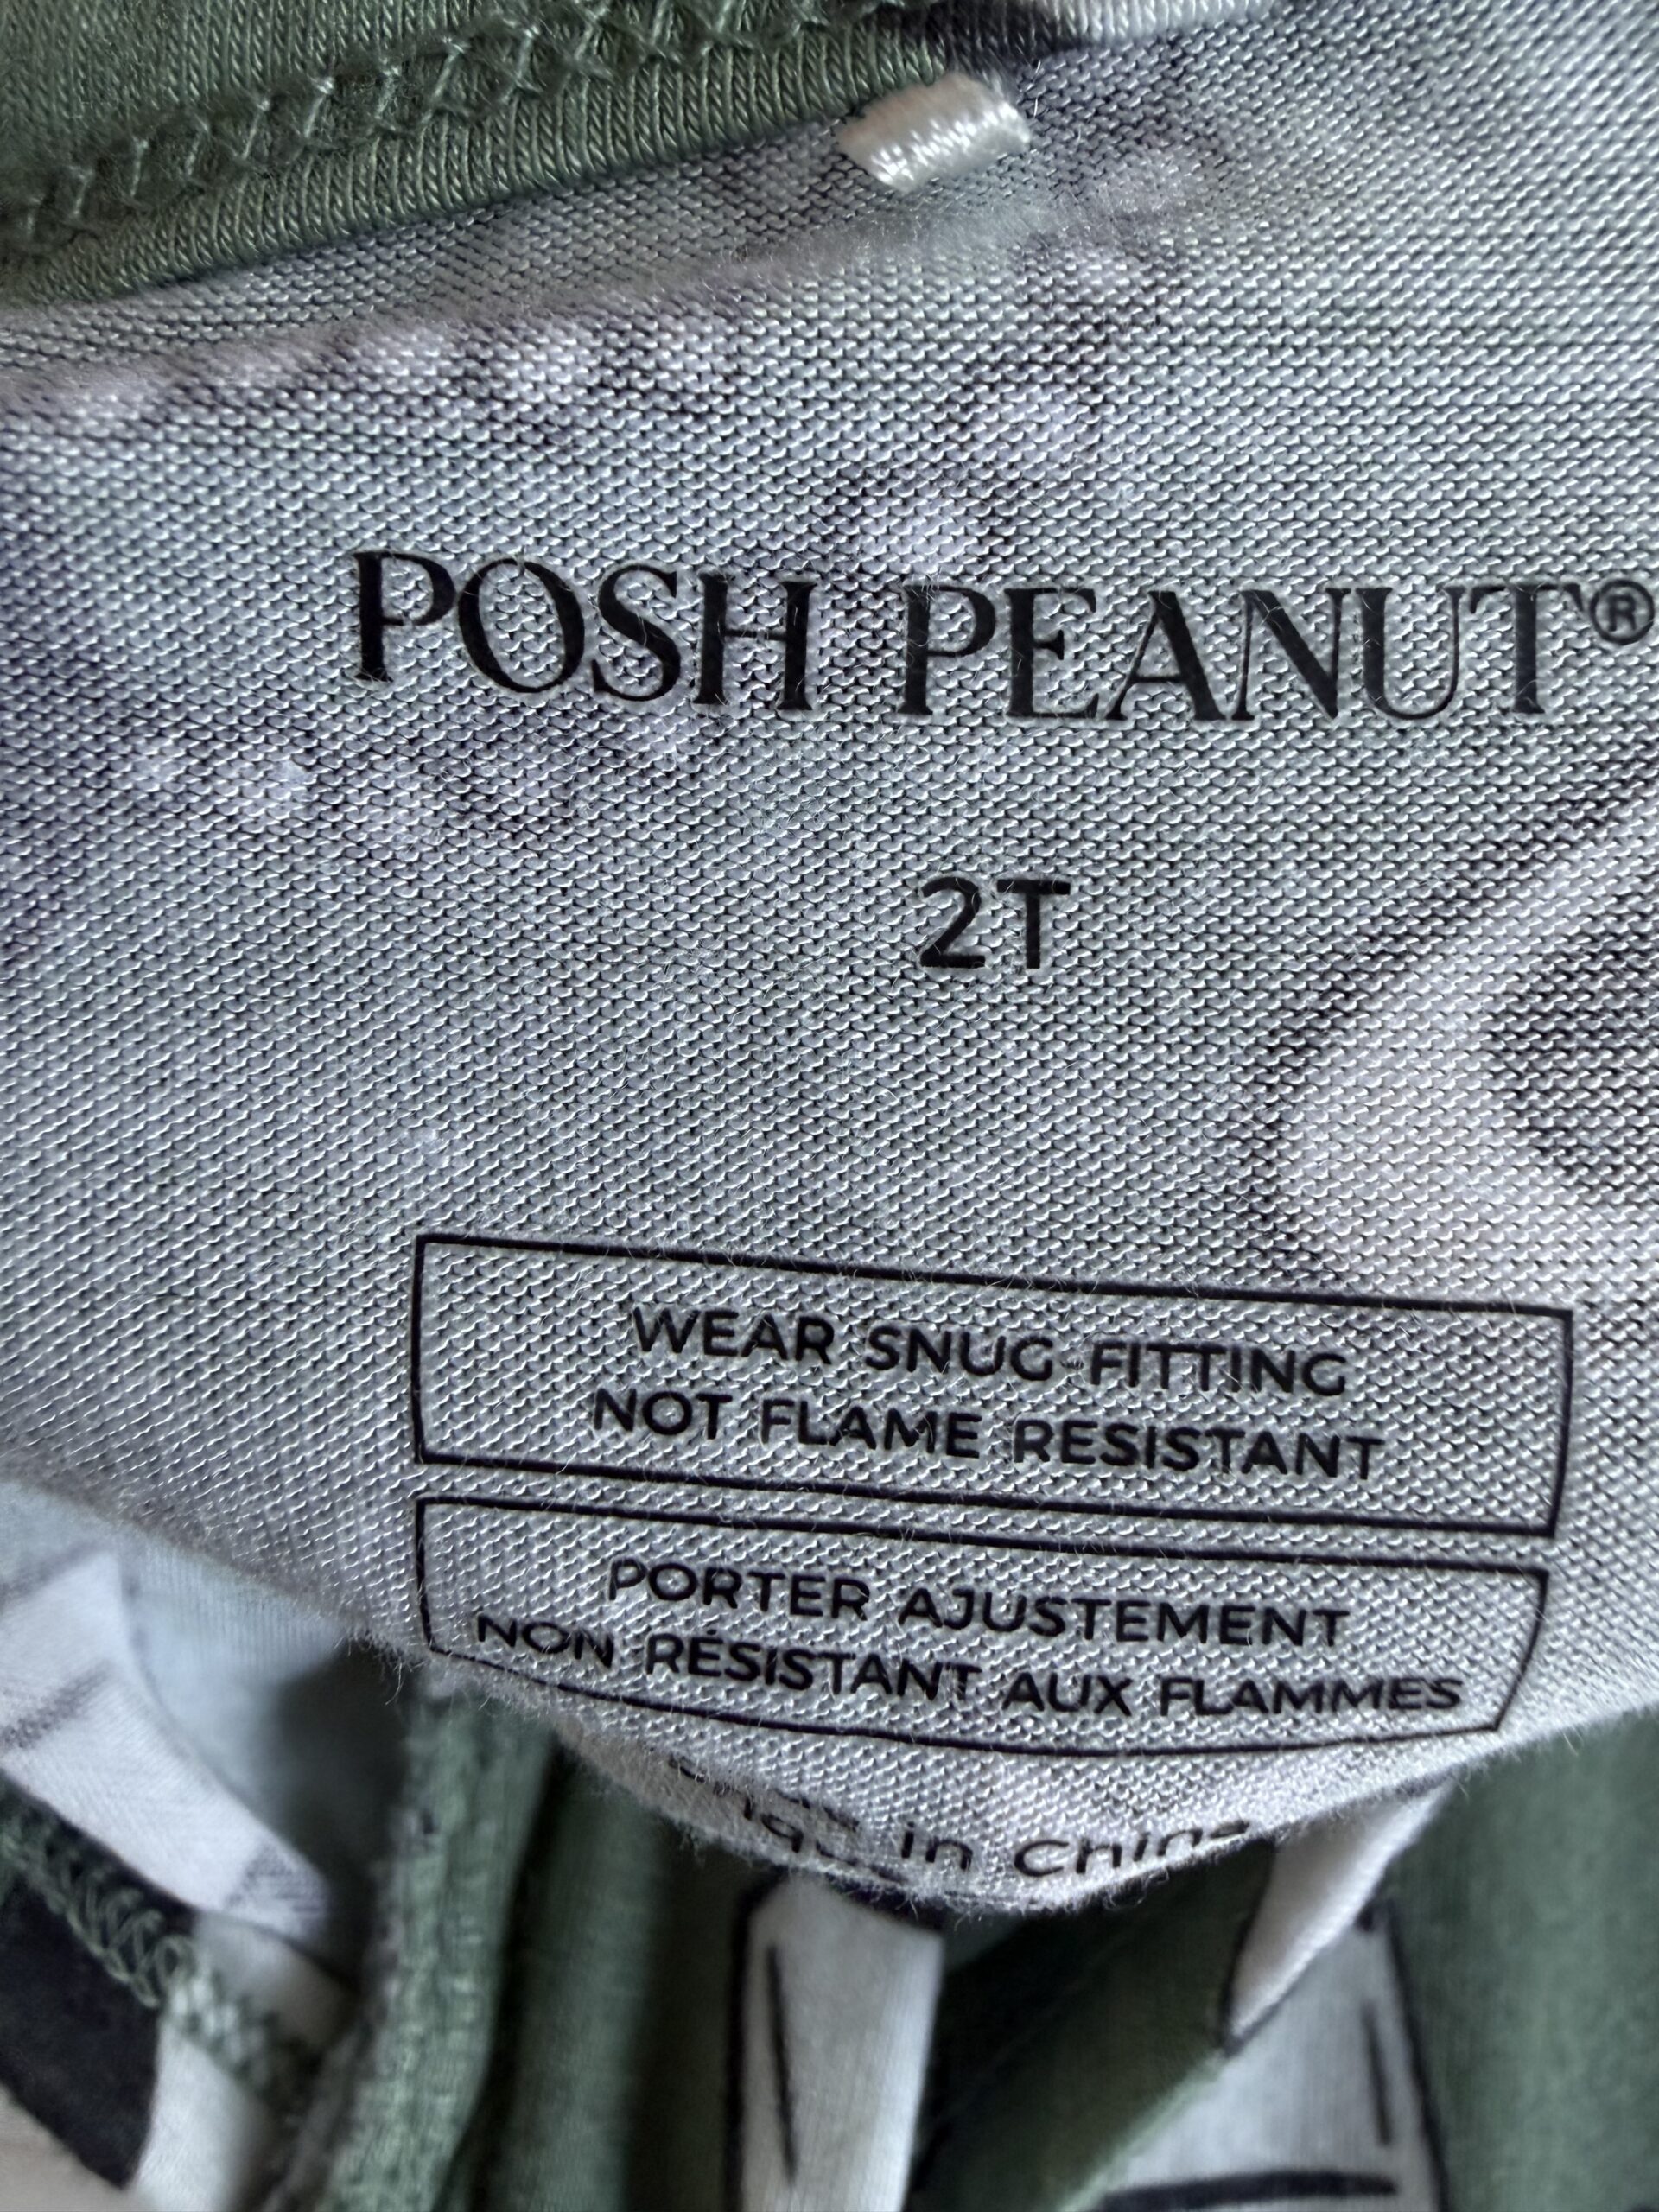 POSH PEANUT®
2T
WEAR SNUG FITTING
NOT FLAME RESISTANT
PORTER AJUSTEMENT
NON RÉSISTANT AUX FLAMMES
in China